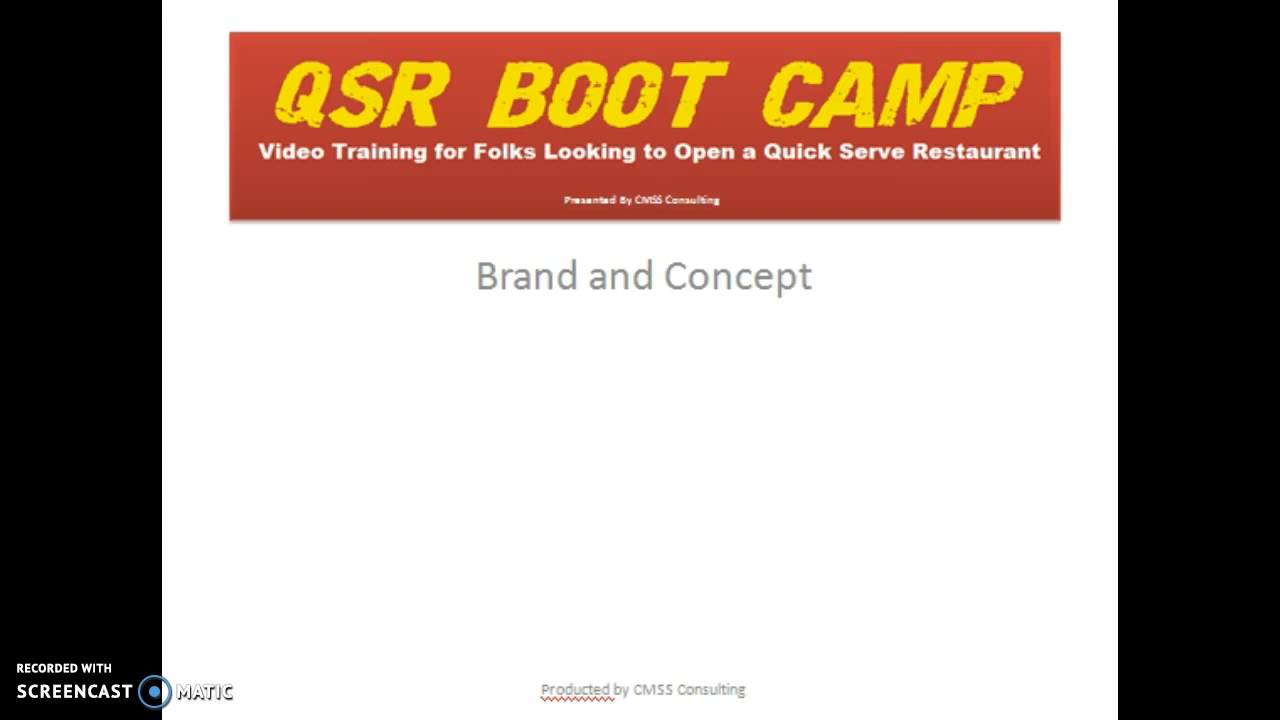 QSR BOOT CAMP
Video Training for Folks Looking to Open a Quick Serve Restaurant
Presented By CMSS Consulting
Brand and Concept
Producted by CMSS Consulting
RECORDED WITH
SCREENCAST MATIC